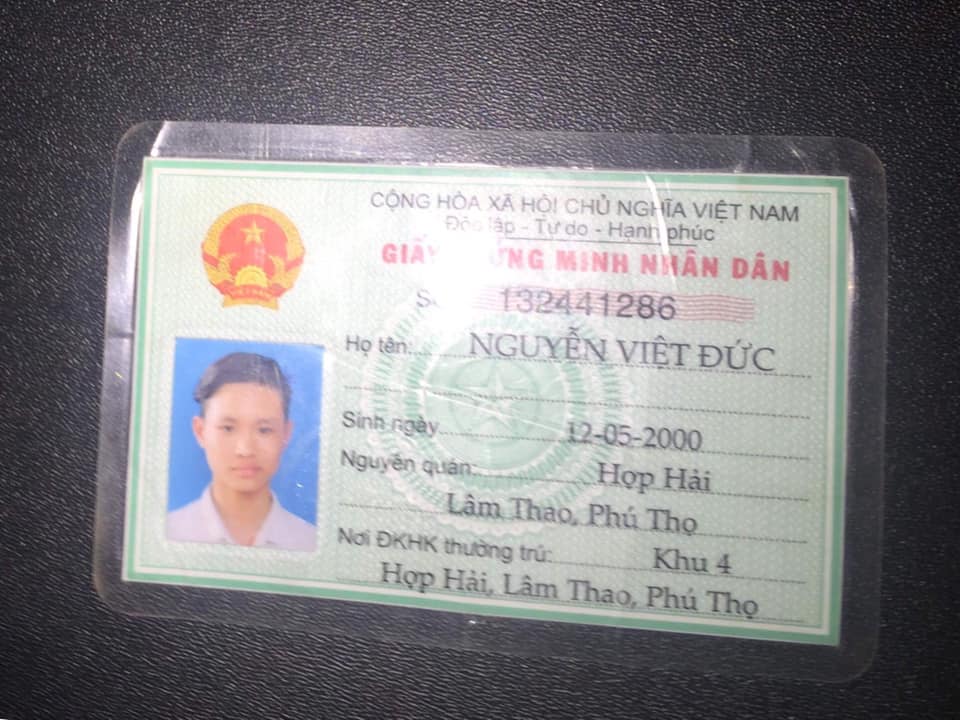 CỘNG HÒA XÃ HỘI CHỦ NGHĨA VIỆT NAM
Độc lập - Tự do - Hạnh phúc
GIẤY CHỨNG MINH NHÂN DÂN
132441286
Họ tên: NGUYỄN VIỆT ĐỨC
Sinh ngày 12-05-2000
Nguyên quán: Hợp Hải
Lâm Thao, Phú Thọ
Nơi ĐKHK thường trú: Khu 4
Hợp Hải, Lâm Thao, Phú Thọ